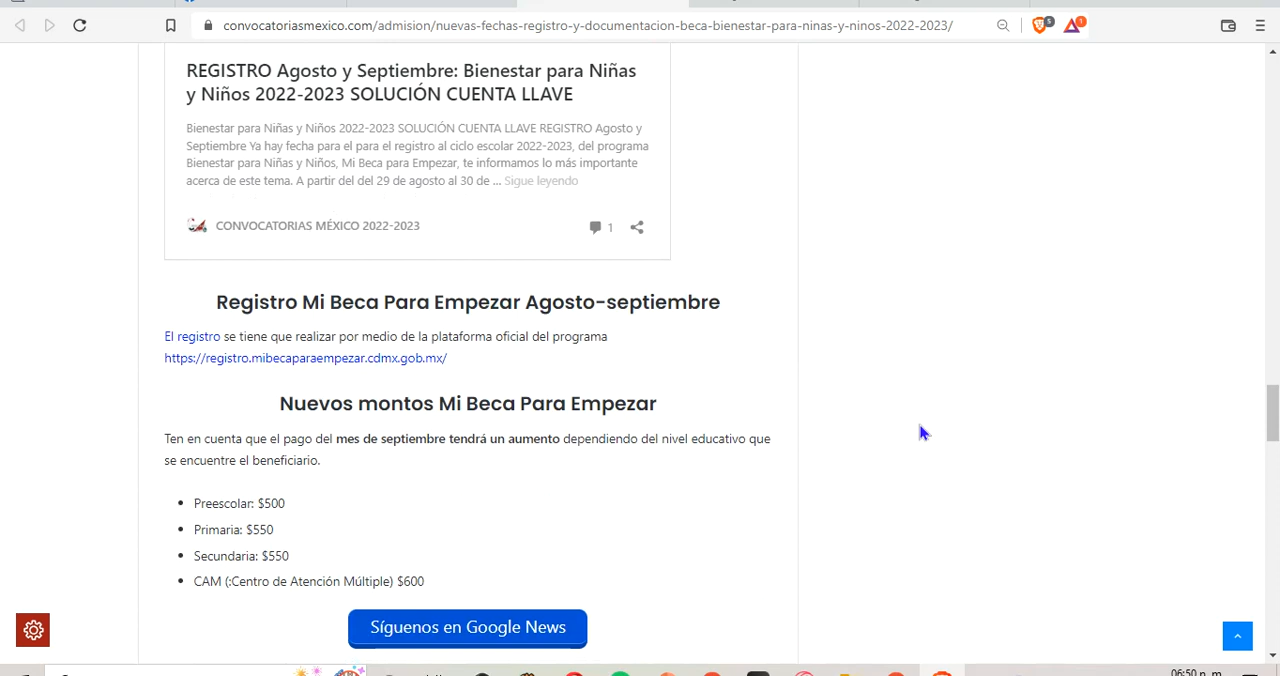 convocatoriasmexico.com/admision/nuevas-fechas-registro-y-documentacion-beca-bienestar-para-ninas-y-ninos-2022-2023/
5
1
REGISTRO Agosto y Septiembre: Bienestar para Niñas
y Niños 2022-2023 SOLUCIÓN CUENTA LLAVE
Bienestar para Niñas y Niños 2022-2023 SOLUCIÓN CUENTA LLAVE REGISTRO Agosto y
Septiembre Ya hay fecha para el para el registro al ciclo escolar 2022-2023, del programa
Bienestar para Niñas y Niños, Mi Beca para Empezar, te informamos lo más importante
acerca de este tema. A partir del del 29 de agosto al 30 de ... Sigue leyendo
CONVOCATORIAS MÉXICO 2022-2023
1
Registro Mi Beca Para Empezar Agosto-septiembre
El registro se tiene que realizar por medio de la plataforma oficial del programa
https://registro.mibecaparaempezar.cdmx.gob.mx/
Nuevos montos Mi Beca Para Empezar
Ten en cuenta que el pago del mes de septiembre tendrá un aumento dependiendo del nivel educativo que
se encuentre el beneficiario.
Preescolar: $500
Primaria: $550
Secundaria: $550
CAM (:Centro de Atención Múltiple) $600
Síguenos en Google News
06:50 p. m.